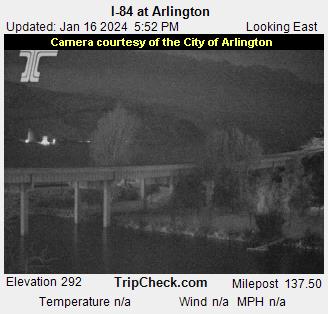 I-84 at Arlington
Updated: Jan 16 2024 5:52 PM Looking East
Camera courtesy of the City of Arlington
Elevation 292 TripCheck.com Milepost 137.50
Temperature n/a Wind n/a MPH n/a